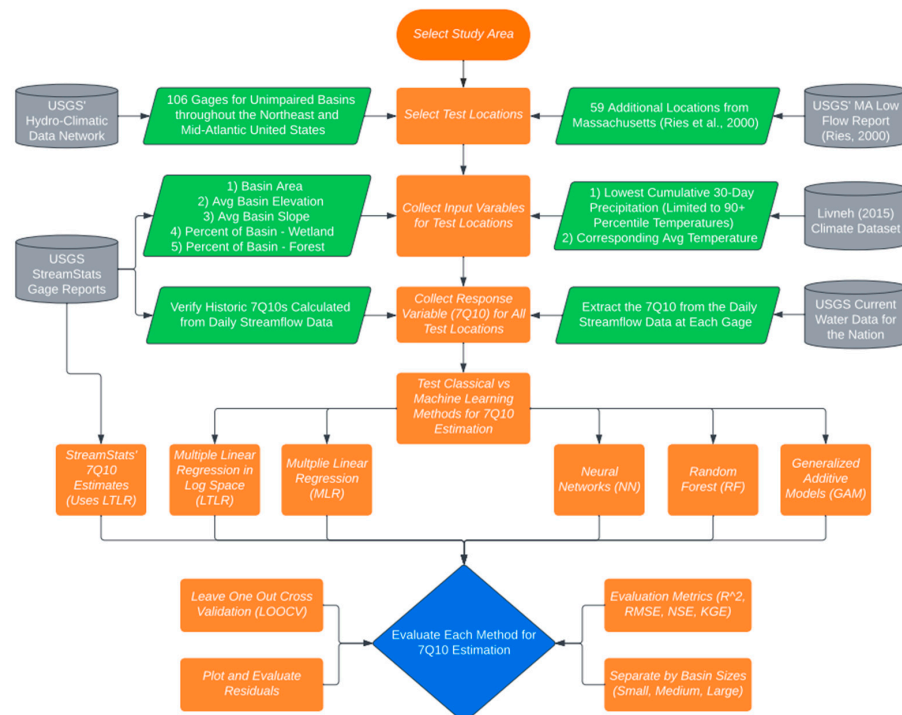 Select Study Area
USGS'
Hydro-Climatic
Data Network
106 Gages for Unimpaired Basins
throughout the Northeast and
Mid-Atlantic United States
Select Test Locations
59 Additional Locations from
Massachusetts (Ries et al., 2000)
USGS' MA Low
Flow Report
(Ries, 2000)
1) Basin Area
2) Avg Basin Elevation
3) Avg Basin Slope
4) Percent of Basin - Wetland
5) Percent of Basin - Forest
Collect Input Variables
for Test Locations
1) Lowest Cumulative 30-Day
Precipitation (Limited to 90+
Percentile Temperatures)
2) Corresponding Avg Temperature
Livneh (2015)
Climate Dataset
USGS
StreamStats
Gage Reports
Verify Historic 7Q10s Calculated
from Daily Streamflow Data
Collect Response
Variable (7Q10) for All
Test Locations
Extract the 7Q10 from the Daily
Streamflow Data at Each Gage
USGS Current
Water Data for
the Nation
Test Classical vs
Machine Learning
Methods for 7Q10
Estimation
StreamStats'
7Q10
Estimates
(Uses LTLR)
Multiple Linear
Regression in
Log Space
(LTLR)
Multplie Linear
Regression
(MLR)
Neural
Networks (NN)
Random
Forest (RF)
Generalized
Additive
Models (GAM)
Leave One Out Cross
Validation (LOOCV)
Evaluate Each Method for
7Q10 Estimation
Evaluation Metrics (R^2,
RMSE, NSE, KGE)
Plot and Evaluate
Residuals
Separate by Basin Sizes
(Small, Medium, Large)